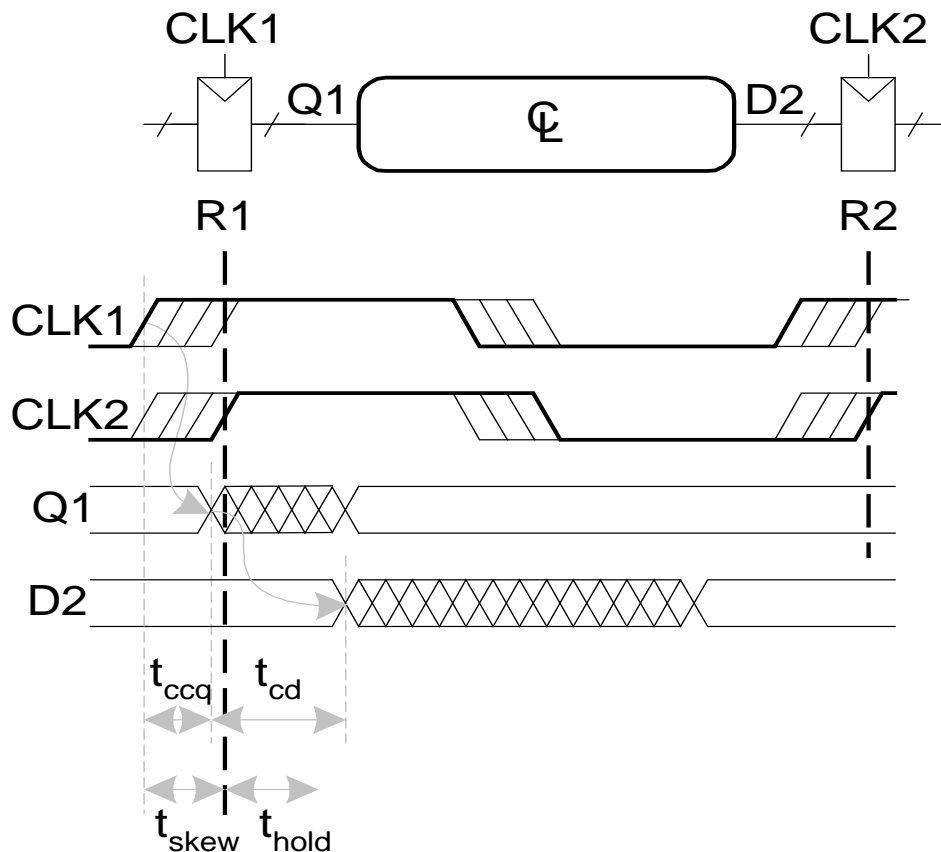 CLK1 CLK2
Q1 CL D2
R1 R2
CLK1
CLK2
Q1
D2
tccq tcd
tskew thold